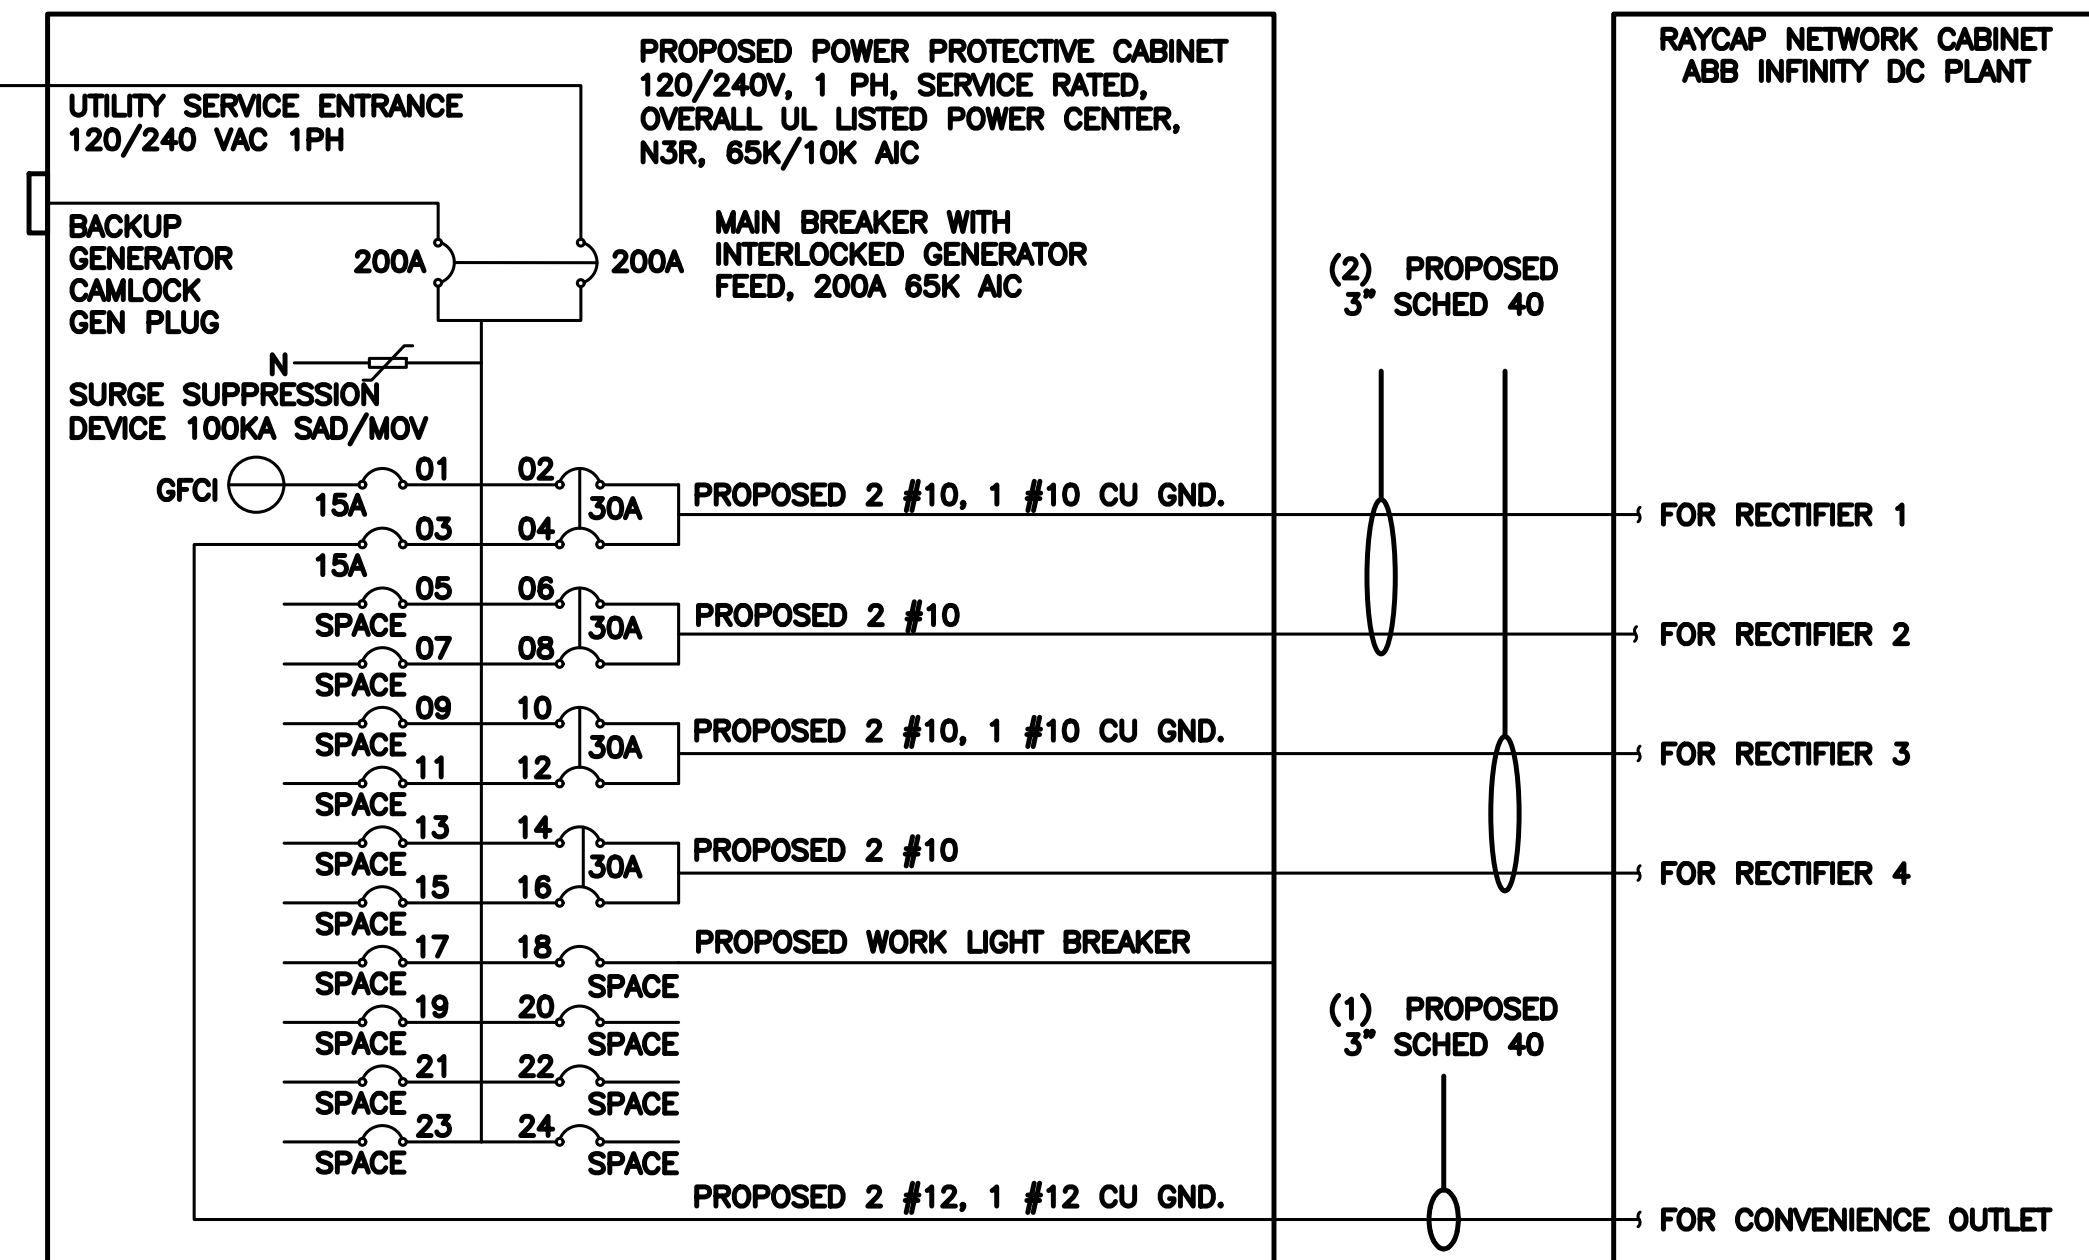 PROPOSED POWER PROTECTIVE CABINET
120/240V, 1 PH, SERVICE RATED,
OVERALL UL LISTED POWER CENTER,
N3R, 65K/10K AIC
RAYCAP NETWORK CABINET
ABB INFINITY DC PLANT
UTILITY SERVICE ENTRANCE
120/240 VAC 1PH
BACKUP
GENERATOR
CAMLOCK
GEN PLUG
200A
200A
MAIN BREAKER WITH
INTERLOCKED GENERATOR
FEED, 200A 65K AIC
(2) PROPOSED
3" SCHED 40
N
SURGE SUPPRESSION
DEVICE 100KA SAD/MOV
GFCI
15A
01
02
30A
PROPOSED 2 #10, 1 #10 CU GND.
FOR RECTIFIER 1
15A
03
04
SPACE
05
06
30A
PROPOSED 2 #10
FOR RECTIFIER 2
SPACE
07
08
SPACE
09
10
30A
PROPOSED 2 #10, 1 #10 CU GND.
FOR RECTIFIER 3
SPACE
11
12
SPACE
13
14
30A
PROPOSED 2 #10
FOR RECTIFIER 4
SPACE
15
16
SPACE
17
18
SPACE
PROPOSED WORK LIGHT BREAKER
SPACE
19
20
SPACE
SPACE
21
22
SPACE
SPACE
23
24
SPACE
(1) PROPOSED
3" SCHED 40
PROPOSED 2 #12, 1 #12 CU GND.
FOR CONVENIENCE OUTLET